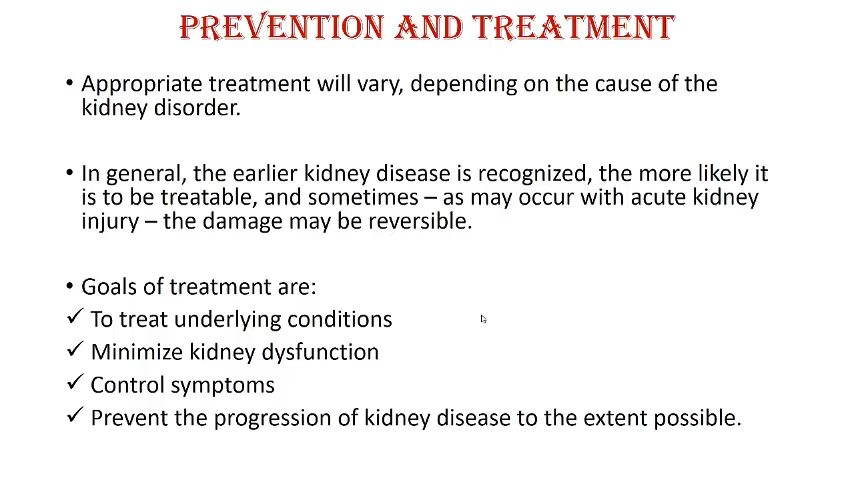 PREVENTION AND TREATMENT
• Appropriate treatment will vary, depending on the cause of the
kidney disorder.
• In general, the earlier kidney disease is recognized, the more likely it
is to be treatable, and sometimes – as may occur with acute kidney
injury – the damage may be reversible.
• Goals of treatment are:
✓ To treat underlying conditions
✓ Minimize kidney dysfunction
✓ Control symptoms
✓ Prevent the progression of kidney disease to the extent possible.